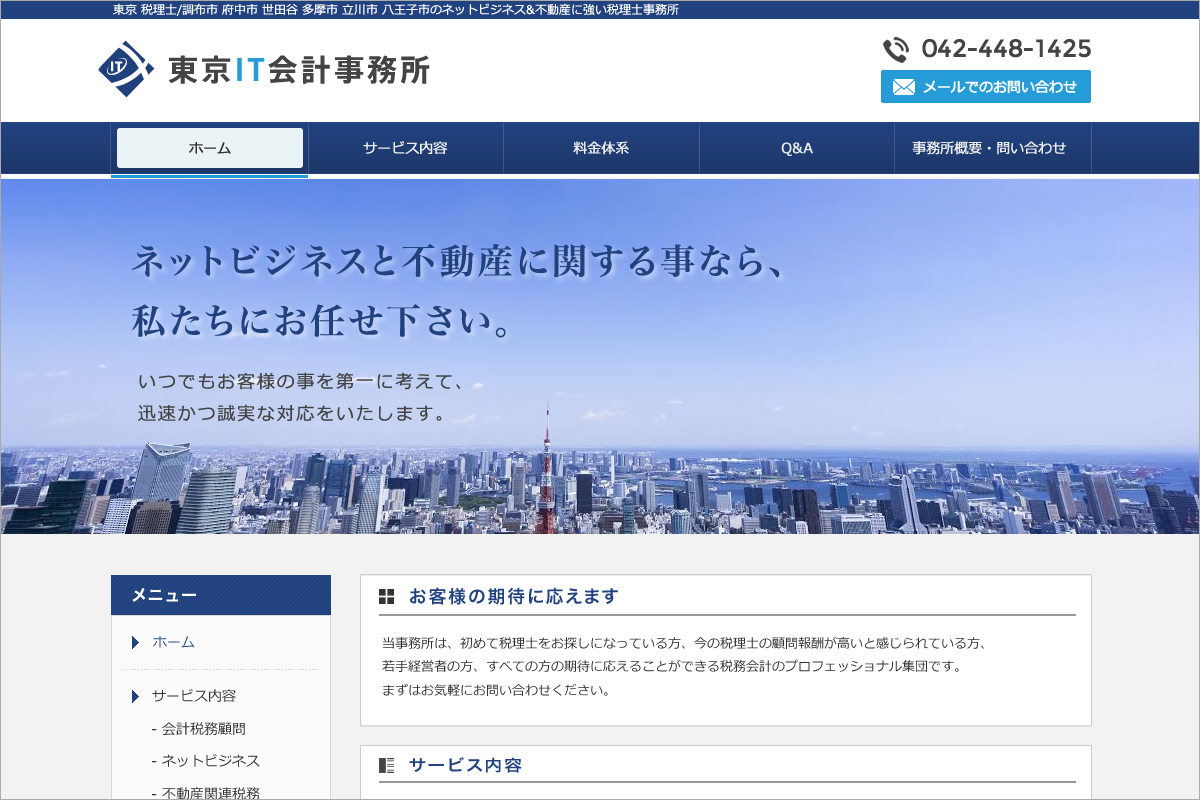 東京 税理士/調布市 府中市 世田谷 多摩市 立川市 八王子市のネットビジネス&不動産に強い税理士事務所
IT
東京IT会計事務所
042-448-1425
メールでのお問い合わせ
ホーム
サービス内容
料金体系
Q&A
事務所概要・問い合わせ
ネットビジネスと不動産に関する事なら、
私たちにお任せ下さい。
いつでもお客様の事を第一に考えて、
迅速かつ誠実な対応をいたします。
メニュー
ホーム
サービス内容
- 会計税務顧問
- ネットビジネス
- 不動産関連税務
お客様の期待に応えます
当事務所は、初めて税理士をお探しになっている方、今の税理士の顧問報酬が高いと感じられている方、
若手経営者の方、すべての方の期待に応えることができる税務会計のプロフェッショナル集団です。
まずはお気軽にお問い合わせください。
サービス内容